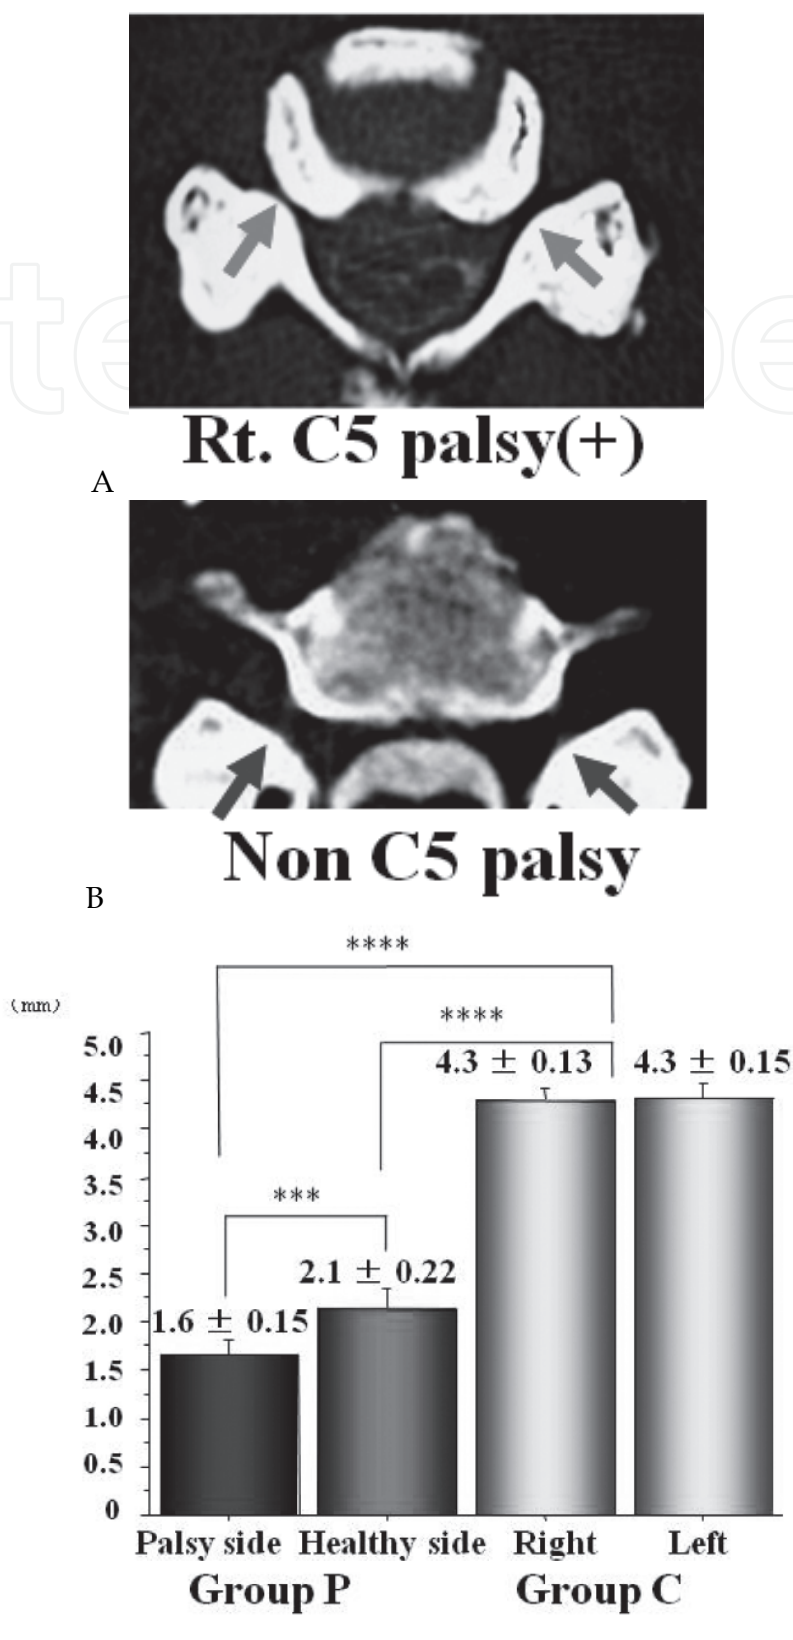 Rt. C5 palsy(+)
A
Non C5 palsy
B
****
(mm)
****
5.0
4.3 ± 0.13
4.3 ± 0.15
4.5
4.0
3.5
***
3.0
2.5
2.1 ± 0.22
2.0
1.6 ± 0.15
1.5
1.0
0.5
0
Palsy side Healthy side Right Left
Group P Group C